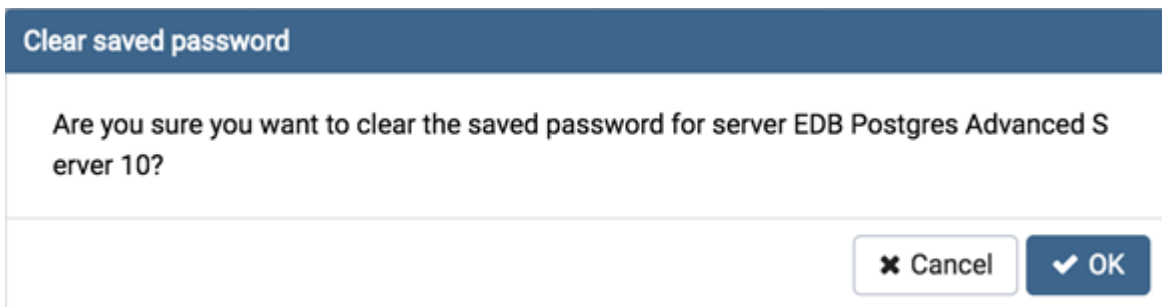 Clear saved password
Are you sure you want to clear the saved password for server EDB Postgres Advanced S
erver 10?
Cancel
OK